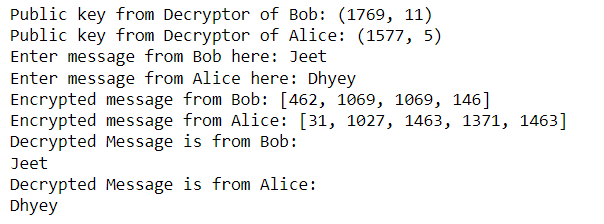 Public key from Decryptor of Bob: (1769, 11)
Public key from Decryptor of Alice: (1577, 5)
Enter message from Bob here: Jeet
Enter message from Alice here: Dhyey
Encrypted message from Bob: [462, 1069, 1069, 146]
Encrypted message from Alice: [31, 1027, 1463, 1371, 1463]
Decrypted Message is from Bob:
Jeet
Decrypted Message is from Alice:
Dhyey